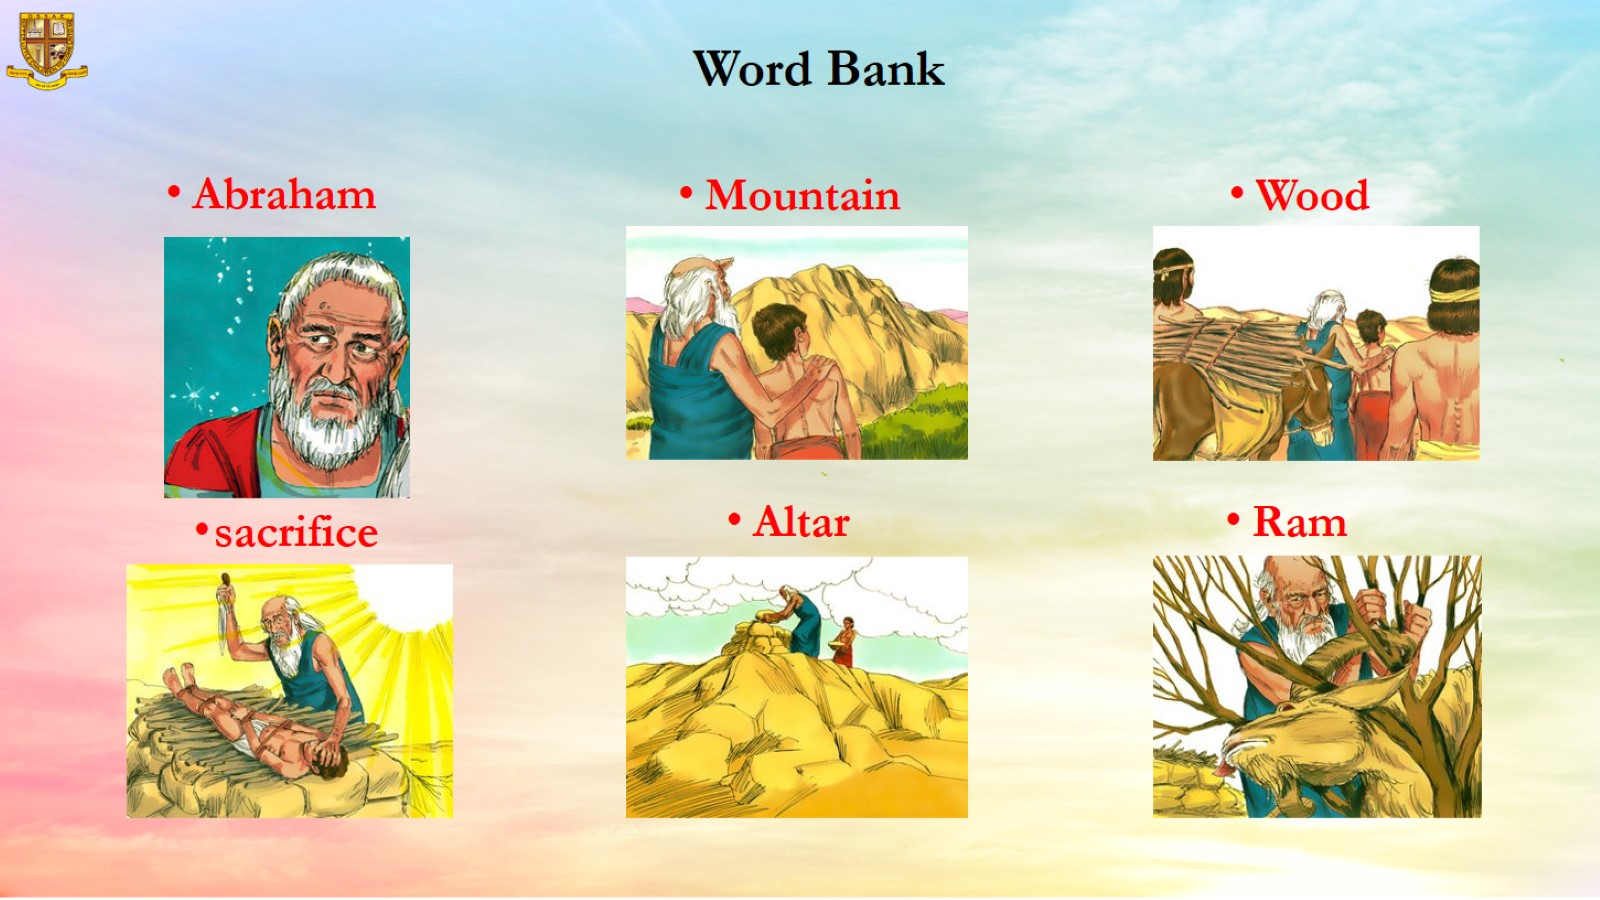 Word Bank
• Abraham
• Mountain
• Wood
•sacrifice
• Altar
• Ram